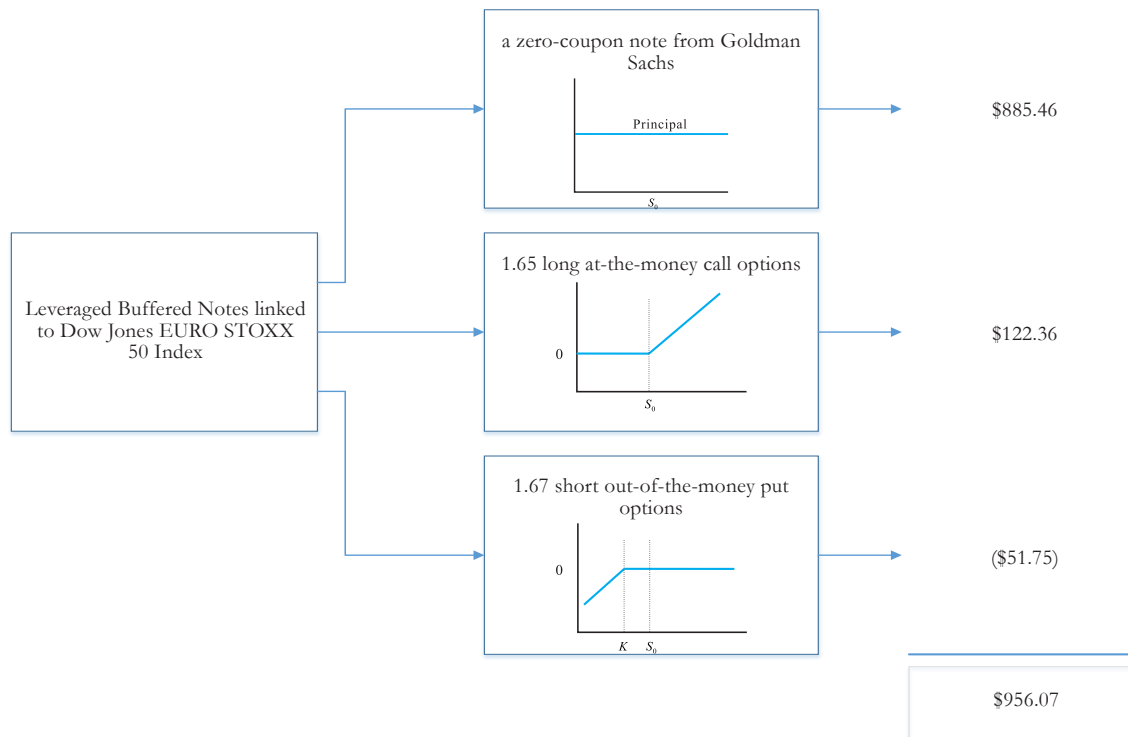 a zero-coupon note from Goldman
Sachs
Principal
S₀
$885.46
Leveraged Buffered Notes linked
to Dow Jones EURO STOXX
50 Index
1.65 long at-the-money call options
0
S₀
$122.36
1.67 short out-of-the-money put
options
0
K S₀
($51.75)
$956.07